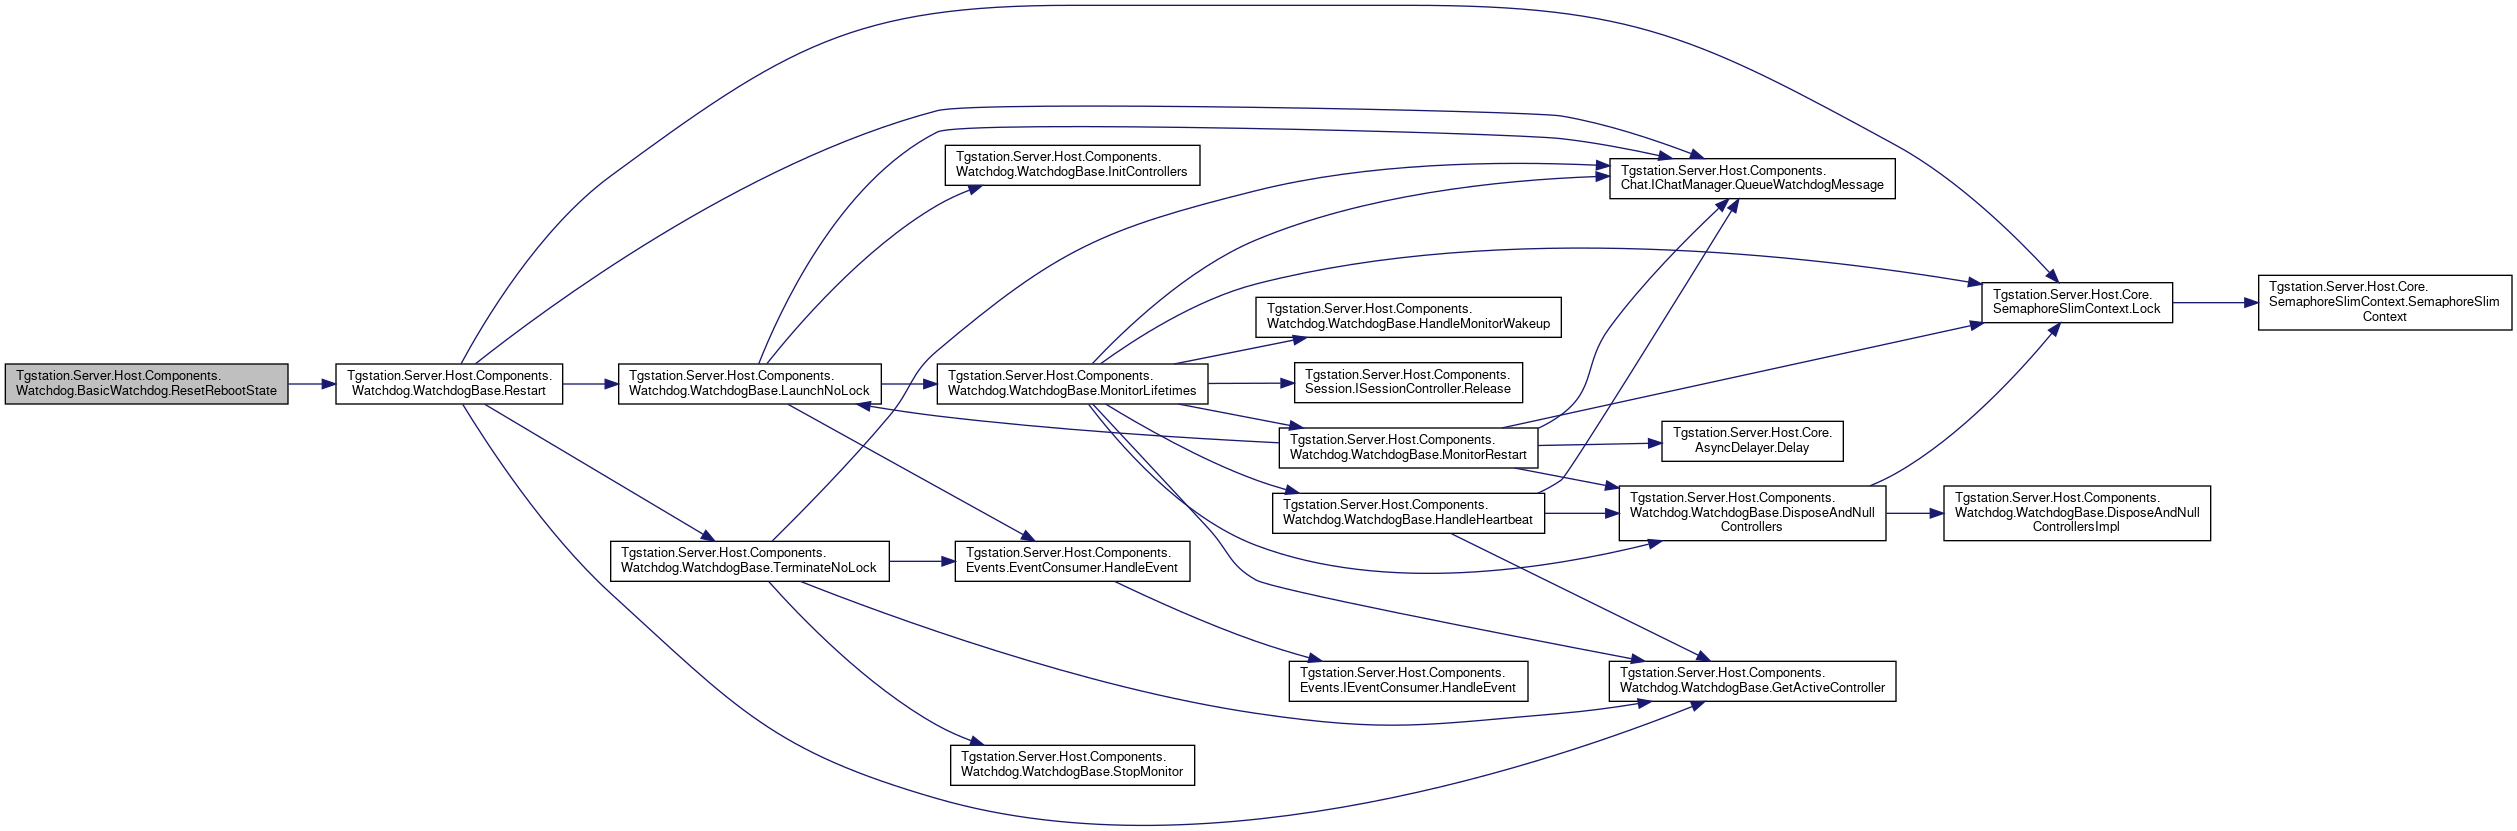 Tgstation.Server.Host.Components.
Watchdog.BasicWatchdog.ResetRebootState
Tgstation.Server.Host.Components.
Watchdog.WatchdogBase.Restart
Tgstation.Server.Host.Components.
Watchdog.WatchdogBase.LaunchNoLock
Tgstation.Server.Host.Components.
Watchdog.WatchdogBase.TerminateNoLock
Tgstation.Server.Host.Components.
Watchdog.WatchdogBase.InitControllers
Tgstation.Server.Host.Components.
Watchdog.WatchdogBase.MonitorLifetimes
Tgstation.Server.Host.Components.
Events.EventConsumer.HandleEvent
Tgstation.Server.Host.Components.
Watchdog.WatchdogBase.StopMonitor
Tgstation.Server.Host.Components.
Watchdog.WatchdogBase.HandleMonitorWakeup
Tgstation.Server.Host.Components.
Session.ISessionController.Release
Tgstation.Server.Host.Components.
Watchdog.WatchdogBase.MonitorRestart
Tgstation.Server.Host.Components.
Watchdog.WatchdogBase.HandleHeartbeat
Tgstation.Server.Host.Components.
Events.IEventConsumer.HandleEvent
Tgstation.Server.Host.Components.
Chat.IChatManager.QueueWatchdogMessage
Tgstation.Server.Host.Core.
AsyncDelayer.Delay
Tgstation.Server.Host.Components.
Watchdog.WatchdogBase.DisposeAndNull
Controllers
Tgstation.Server.Host.Components.
Watchdog.WatchdogBase.GetActiveController
Tgstation.Server.Host.Core.
SemaphoreSlimContext.Lock
Tgstation.Server.Host.Components.
Watchdog.WatchdogBase.DisposeAndNull
ControllersImpl
Tgstation.Server.Host.Core.
SemaphoreSlimContext.SemaphoreSlim
Context